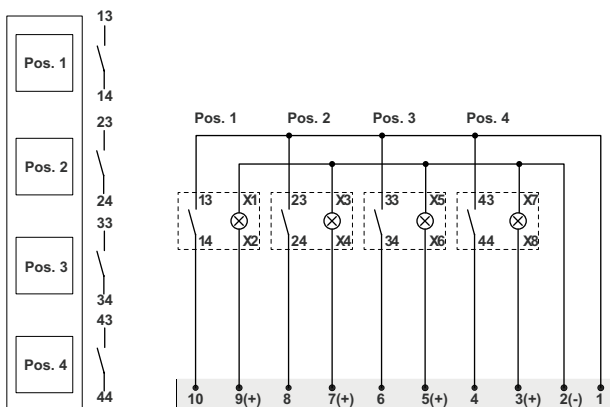 13
Pos. 1
14
23
Pos. 2
24
33
Pos. 3
34
43
Pos. 4
44
Pos. 1 Pos. 2 Pos. 3 Pos. 4
13 X1 23 X3 33 X5 43 X7
14 X2 24 X4 34 X6 44 X8
10 9(+) 8 7(+) 6 5(+) 4 3(+) 2(-) 1